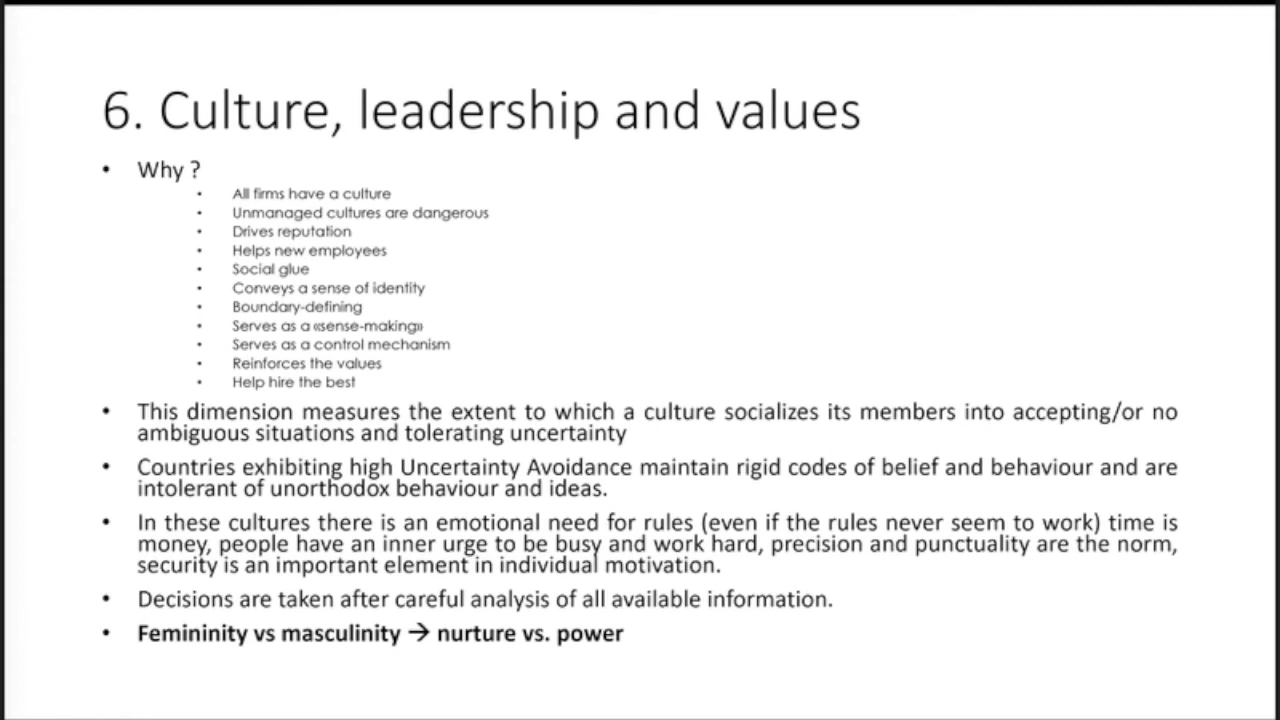 6. Culture, leadership and values
• Why ?
• All firms have a culture
• Unmanaged cultures are dangerous
• Drives reputation
• Helps new employees
• Social glue
• Conveys a sense of identity
• Boundary-defining
• Serves as a «sense-making»
• Serves as a control mechanism
• Reinforces the values
• Help hire the best
• This dimension measures the extent to which a culture socializes its members into accepting/or no
ambiguous situations and tolerating uncertainty
• Countries exhibiting high Uncertainty Avoidance maintain rigid codes of belief and behaviour and are
intolerant of unorthodox behaviour and ideas.
• In these cultures there is an emotional need for rules (even if the rules never seem to work) time is
money, people have an inner urge to be busy and work hard, precision and punctuality are the norm,
security is an important element in individual motivation.
• Decisions are taken after careful analysis of all available information.
• Femininity vs masculinity → nurture vs. power